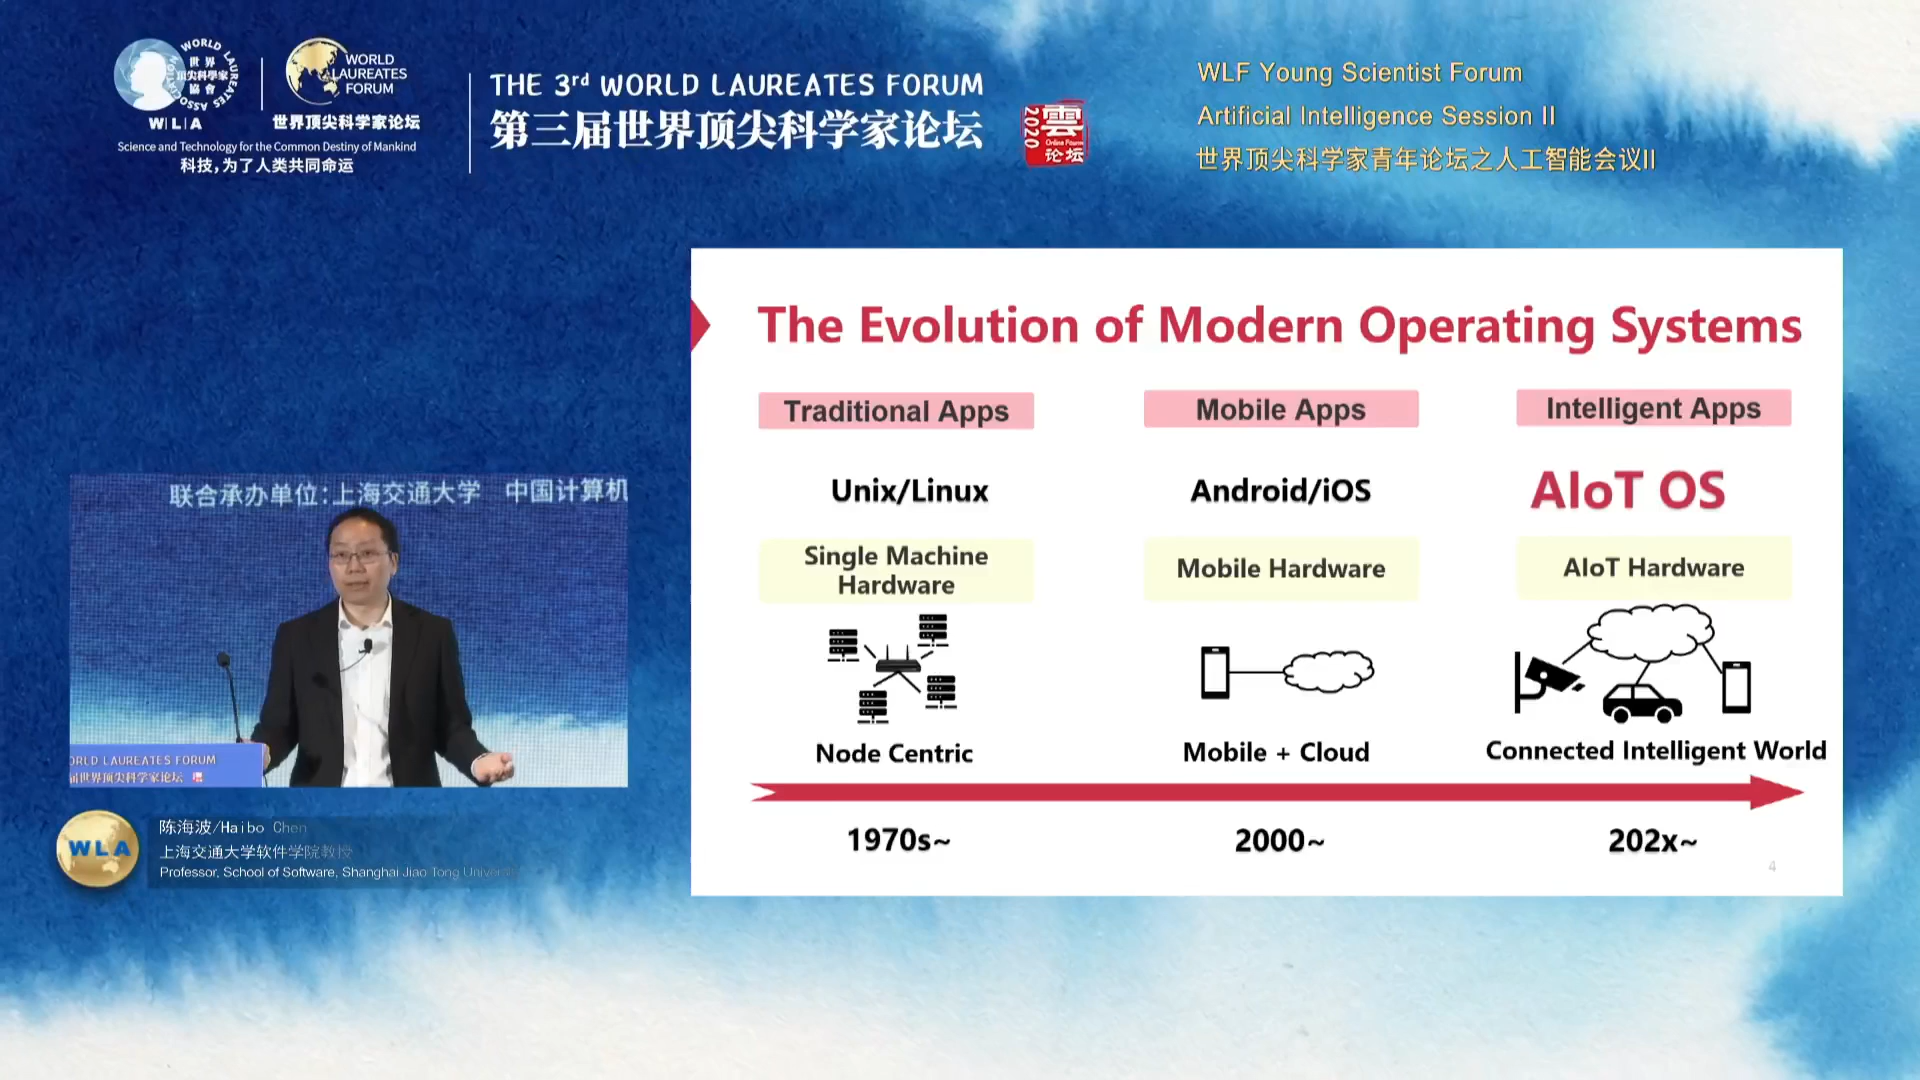 WORLD LAUREATES ASSOCIATION
世界
頂尖科學家
協會
W|L|A
WORLD
LAUREATES
FORUM
世界顶尖科学家论坛
Science and Technology for the Common Destiny of Mankind
科技，为了人类共同命运
THE 3rd WORLD LAUREATES FORUM
第三届世界顶尖科学家论坛
2020
雲
Online Forum
论坛
WLF Young Scientist Forum
Artificial Intelligence Session II
世界顶尖科学家青年论坛之人工智能会议II
The Evolution of Modern Operating Systems
Traditional Apps
Mobile Apps
Intelligent Apps
Unix/Linux
Android/iOS
AIoT OS
Single Machine
Hardware
Mobile Hardware
AIoT Hardware
Node Centric
Mobile + Cloud
Connected Intelligent World
1970s~
2000~
202x~
4
联合承办单位：上海交通大学 中国计算机
ORLD LAUREATES FORUM
届世界顶尖科学家论坛
WLA
陈海波/Haibo Chen
上海交通大学软件学院教授
Professor, School of Software, Shanghai Jiao Tong University